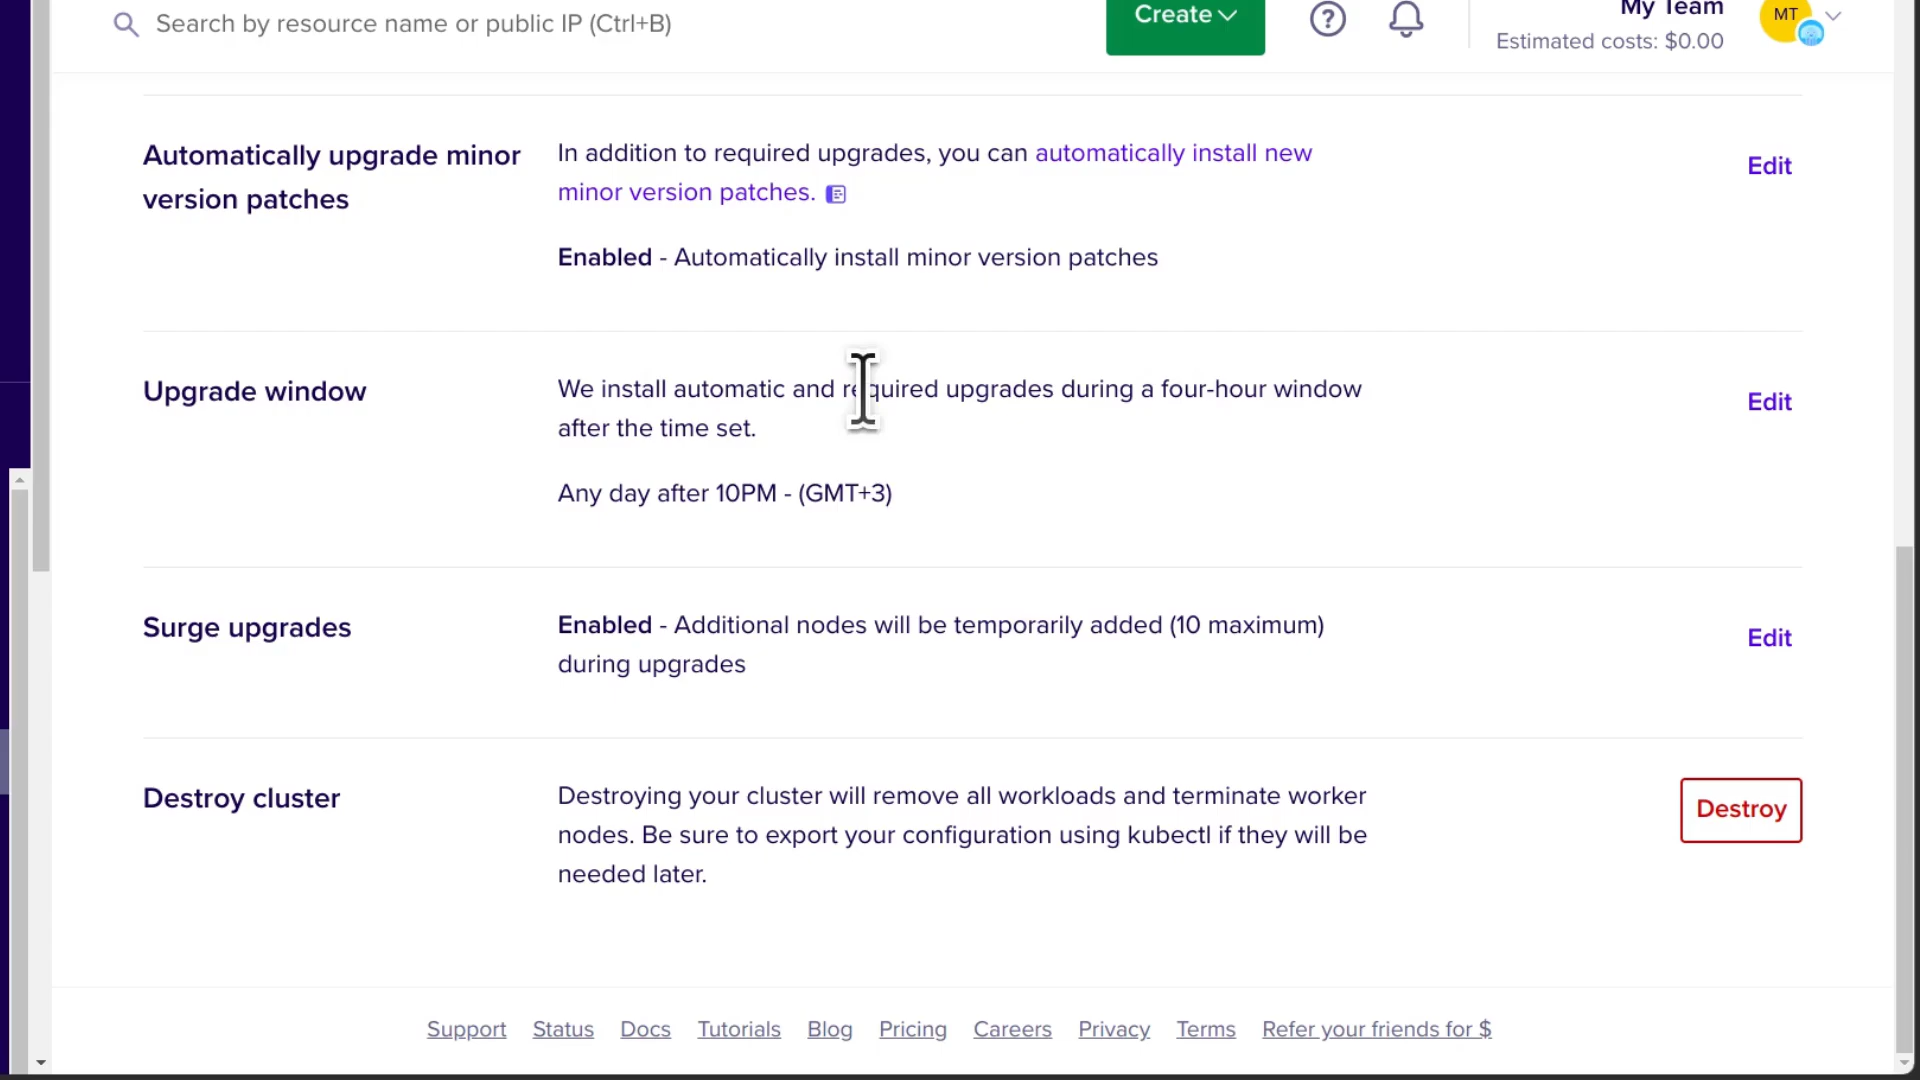 Search by resource name or public IP (Ctrl+B)
Create
My Team
Estimated costs: $0.00
MT
Automatically upgrade minor
version patches
In addition to required upgrades, you can automatically install new
minor version patches.
Enabled - Automatically install minor version patches
Edit
Upgrade window
We install automatic and required upgrades during a four-hour window
after the time set.
Any day after 10PM - (GMT+3)
Edit
Surge upgrades
Enabled - Additional nodes will be temporarily added (10 maximum)
during upgrades
Edit
Destroy cluster
Destroying your cluster will remove all workloads and terminate worker
nodes. Be sure to export your configuration using kubectl if they will be
needed later.
Destroy
Support Status Docs Tutorials Blog Pricing Careers Privacy Terms Refer your friends for $